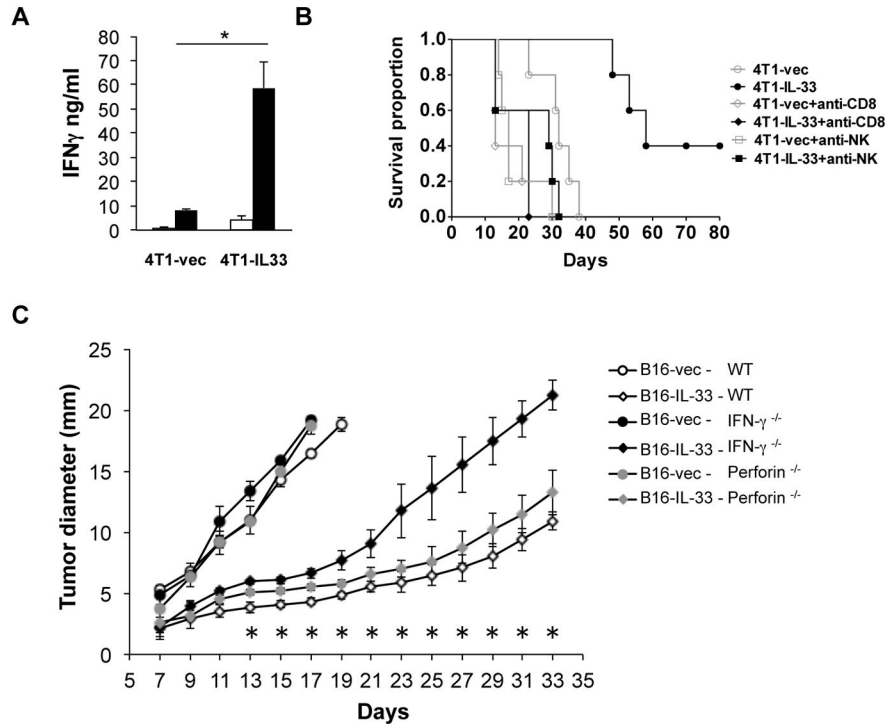 A
IFNγ ng/ml
80
70
60
50
40
30
20
10
0
*
4T1-vec 4T1-IL33
B
Survival proportion
1.0
0.8
0.6
0.4
0.2
0.0
0 20 40 60 80
Days
4T1-vec
4T1-IL-33
4T1-vec+anti-CD8
4T1-IL-33+anti-CD8
4T1-vec+anti-NK
4T1-IL-33+anti-NK
C
Tumor diameter (mm)
25
20
15
10
5
0
* * * * * * * * * * *
5 7 9 11 13 15 17 19 21 23 25 27 29 31 33 35
Days
B16-vec - WT
B16-IL-33 - WT
B16-vec - IFN-γ -/-
B16-IL-33 - IFN-γ -/-
B16-vec - Perforin -/-
B16-IL-33 - Perforin -/-